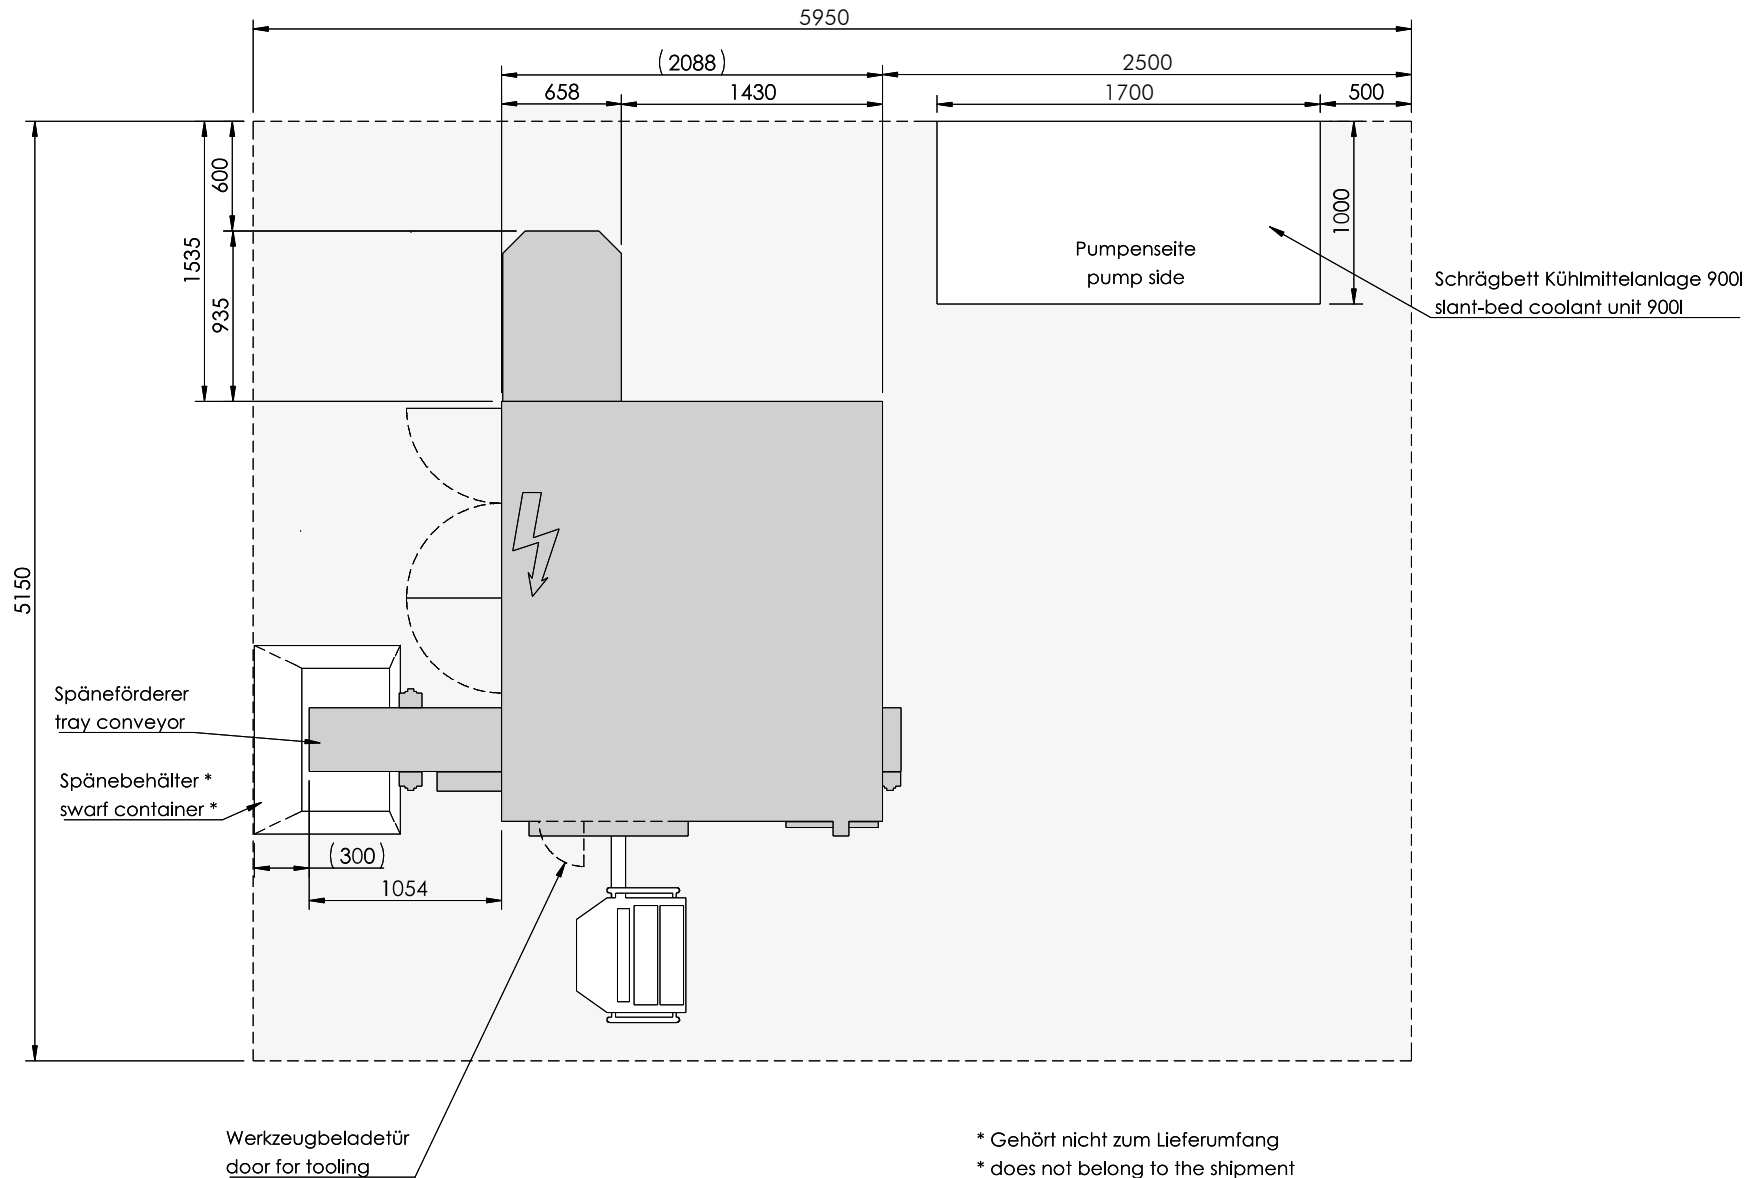 5950
(2088)
2500
658
1430
1700
500
600
1535
935
1000
Pumpenseite
pump side
Schrägbett Kühlmittelanlage 900l
slant-bed coolant unit 900l
5150
Späneförderer
tray conveyor
Spänebehälter *
swarf container *
(300)
1054
Werkzeugbeladetür
door for tooling
* Gehört nicht zum Lieferumfang
* does not belong to the shipment